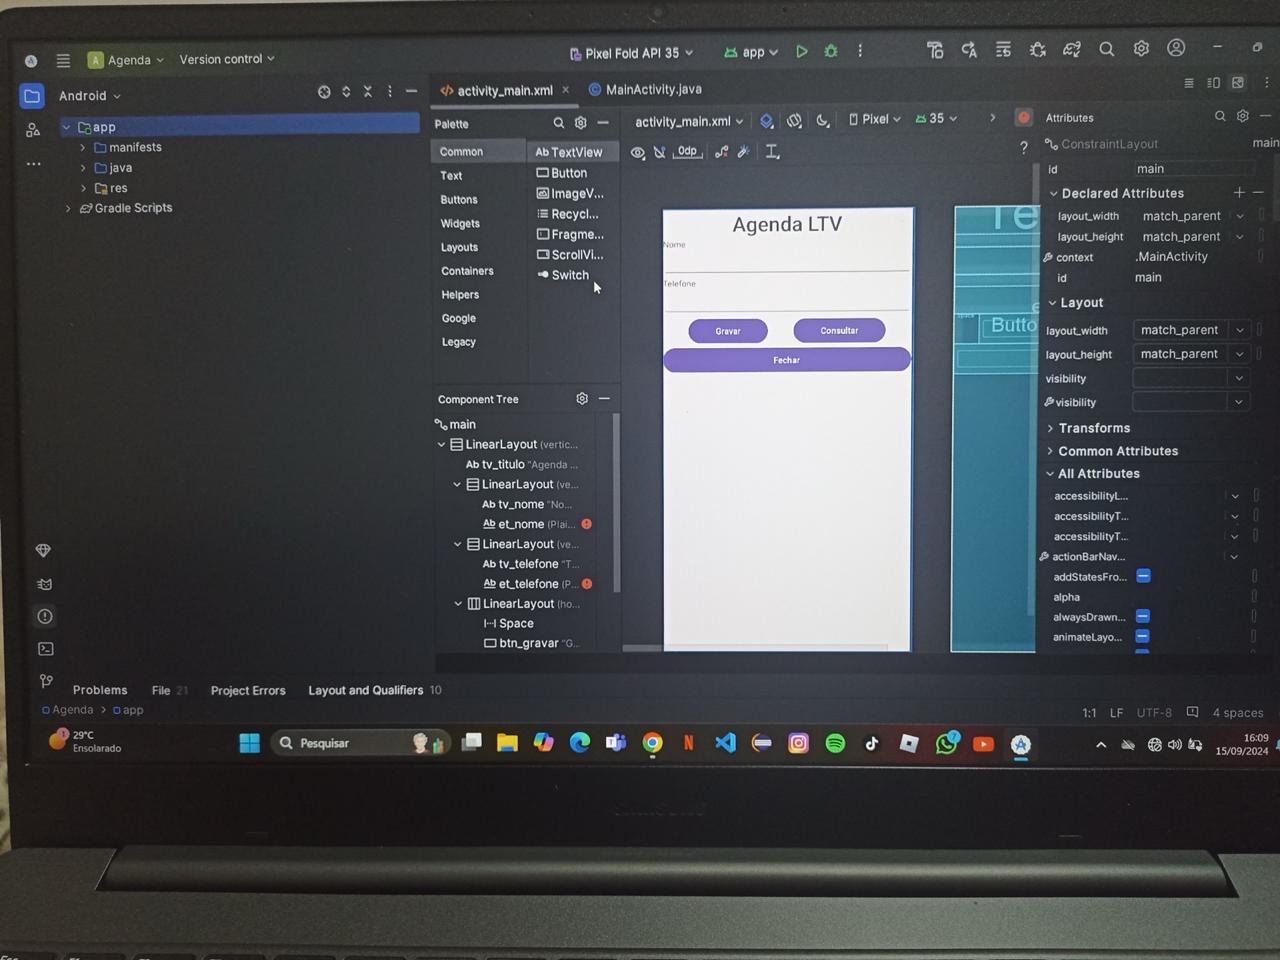 A Agenda Version control Pixel Fold API 35 app
Android
activity_main.xml MainActivity.java
app
manifests
java
res
Gradle Scripts
Palette
Common
Text
Buttons
Widgets
Layouts
Containers
Helpers
Google
Legacy
Ab TextView
Button
ImageV...
Recycl...
Fragme...
ScrollVi...
Switch
Component Tree
main
LinearLayout (vertic...
Ab tv_titulo "Agenda ...
LinearLayout (ve...
Ab tv_nome "No...
Ab et_nome (Plai...
LinearLayout (ve...
Ab tv_telefone "T...
Ab et_telefone (P...
LinearLayout (ho...
Space
btn_gravar "G...
activity_main.xml Pixel 35
0dp
?
Agenda LTV
Nome
Telefone
Gravar Consultar
Fechar
Te
Butto
Attributes
ConstraintLayout main
id main
Declared Attributes
layout_width match_parent
layout_height match_parent
context .MainActivity
id main
Layout
layout_width match_parent
layout_height match_parent
visibility
visibility
Transforms
Common Attributes
All Attributes
accessibilityL...
accessibilityT...
accessibilityT...
actionBarNav...
addStatesFro...
alpha
alwaysDrawn...
animateLayo...
Problems File 21 Project Errors Layout and Qualifiers 10
Agenda > app 1:1 LF UTF-8 4 spaces
29°C
Ensolarado
Pesquisar
16:09
15/09/2024
SAMSUNG